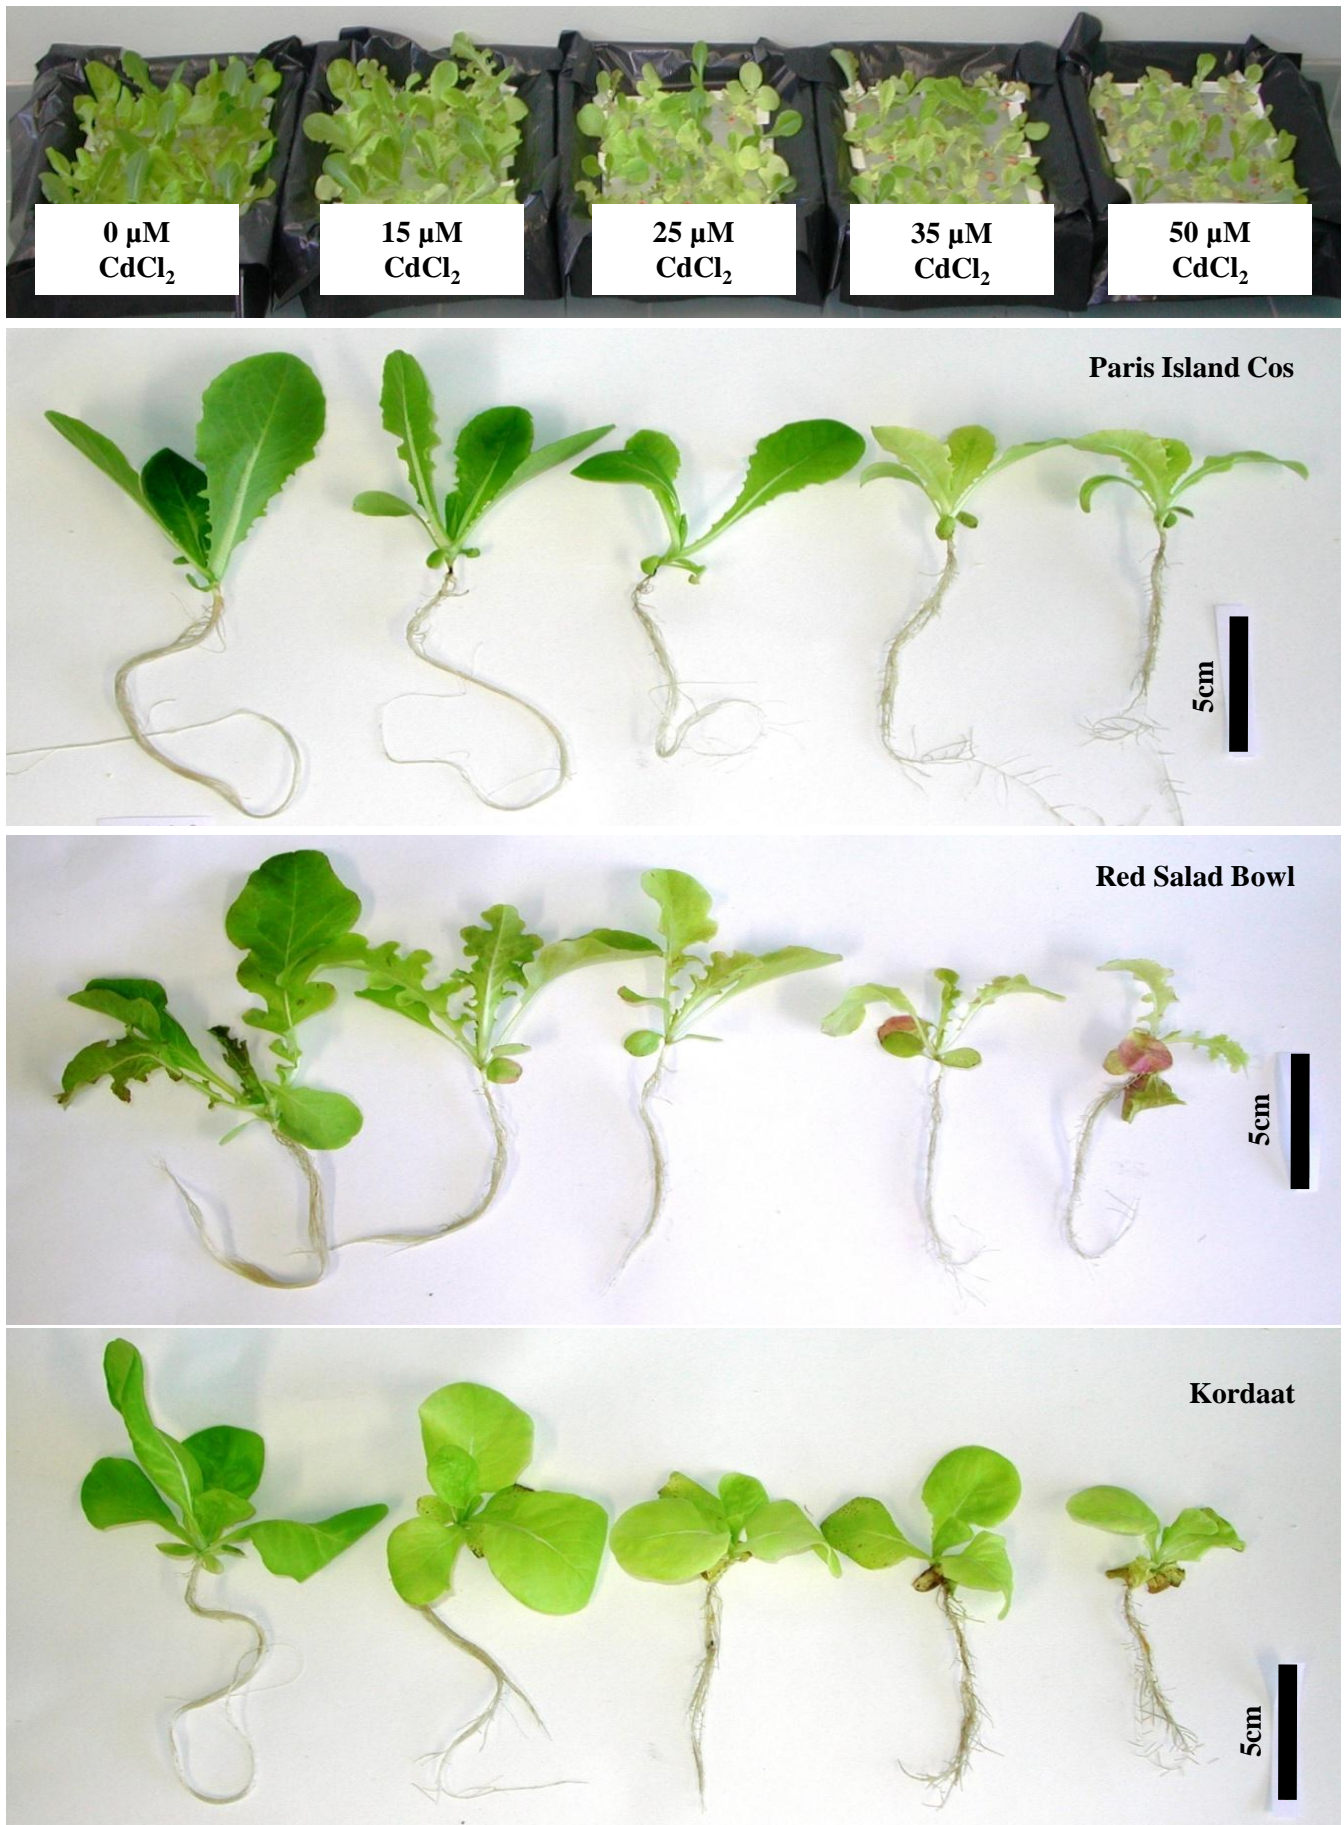 0 µM
CdCl₂
15 µM
CdCl₂
25 µM
CdCl₂
35 µM
CdCl₂
50 µM
CdCl₂
Paris Island Cos
5cm
Red Salad Bowl
5cm
Kordaat
5cm